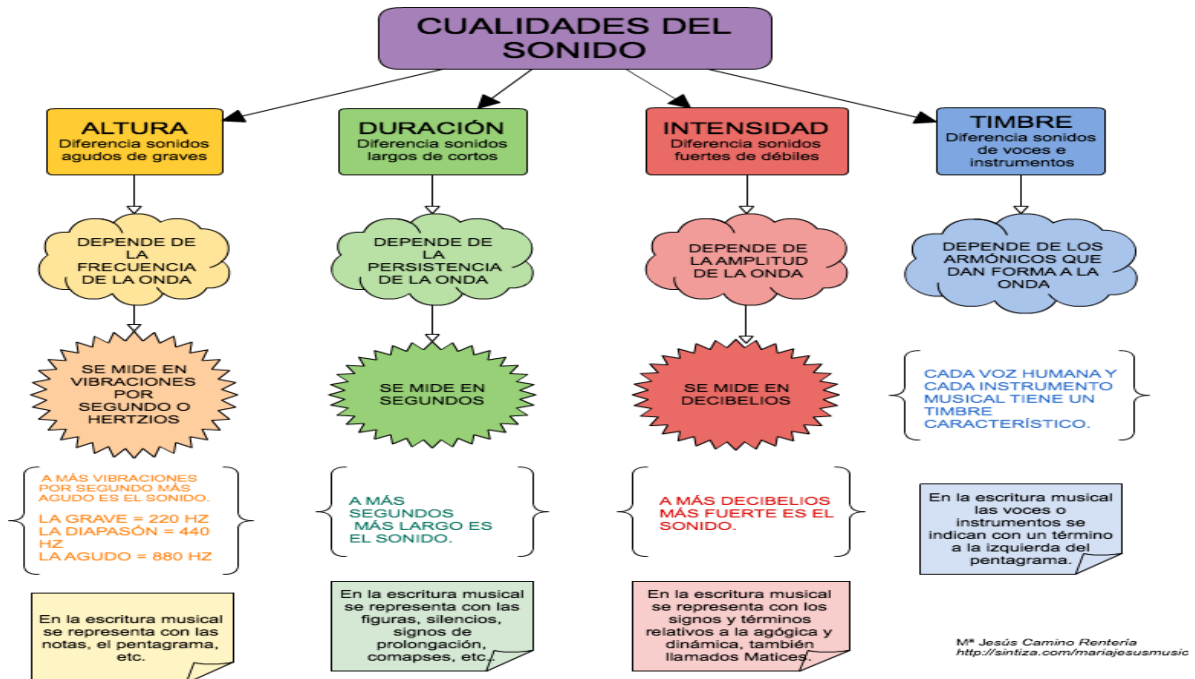 CUALIDADES DEL
SONIDO
ALTURA
Diferencia sonidos
agudos de graves
DEPENDE DE
LA
FRECUENCIA
DE LA ONDA
SE MIDE EN
VIBRACIONES
POR
SEGUNDO O
HERTZIOS
A MÁS VIBRACIONES
POR SEGUNDO MÁS
AGUDO ES EL SONIDO.
LA GRAVE = 220 HZ
LA DIAPASÓN = 440
HZ
LA AGUDO = 880 HZ
En la escritura musical
se representa con las
notas, el pentagrama,
etc.
DURACIÓN
Diferencia sonidos
largos de cortos
DEPENDE DE
LA
PERSISTENCIA
DE LA ONDA
SE MIDE EN
SEGUNDOS
A MÁS
SEGUNDOS
MÁS LARGO ES
EL SONIDO.
En la escritura musical
se representa con las
figuras, silencios,
signos de
prolongación,
comapses, etc..
INTENSIDAD
Diferencia sonidos
fuertes de débiles
DEPENDE DE
LA AMPLITUD
DE LA ONDA
SE MIDE EN
DECIBELIOS
A MÁS DECIBELIOS
MÁS FUERTE ES EL
SONIDO.
En la escritura musical
se representa con los
signos y términos
relativos a la agógica y
dinámica, también
llamados Matices.
TIMBRE
Diferencia sonidos
de voces e
instrumentos
DEPENDE DE LOS
ARMÓNICOS QUE
DAN FORMA A LA
ONDA
CADA VOZ HUMANA Y
CADA INSTRUMENTO
MUSICAL TIENE UN
TIMBRE
CARACTERÍSTICO.
En la escritura musical
las voces o
instrumentos se
indican con un término
a la izquierda del
pentagrama.
Mª Jesús Camino Rentería
http://sintiza.com/mariajesusmusic